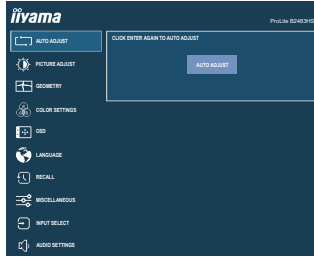 iiyama
ProLite B2483HS
AUTO ADJUST
CLICK ENTER AGAIN TO AUTO ADJUST
AUTO ADJUST
PICTURE ADJUST
GEOMETRY
COLOR SETTINGS
OSD
LANGUAGE
RECALL
MISCELLANEOUS
INPUT SELECT
AUDIO SETTINGS